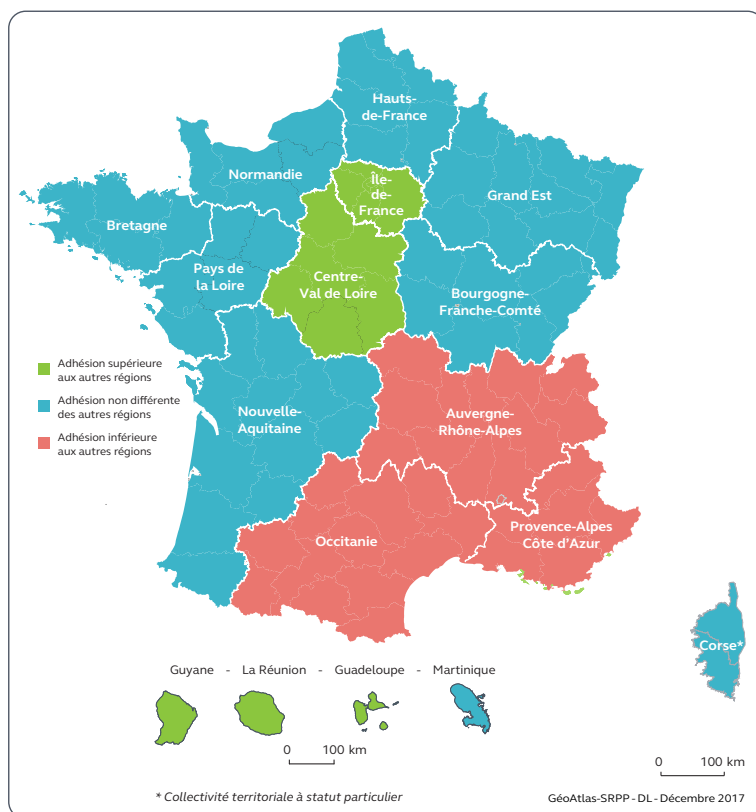 Hauts-
de-France
Normandie
Île-
de-
France
Grand Est
Bretagne
Pays de
la Loire
Centre-
Val de Loire
Bourgogne-
Franche-Comté
Adhésion supérieure
aux autres régions
Adhésion non différente
des autres régions
Adhésion inférieure
aux autres régions
Nouvelle-
Aquitaine
Auvergne-
Rhône-Alpes
Occitanie
Provence-Alpes
Côte d'Azur
Corse*
Guyane - La Réunion - Guadeloupe - Martinique
0 100 km
0 100 km
* Collectivité territoriale à statut particulier
GéoAtlas-SRPP - DL - Décembre 2017